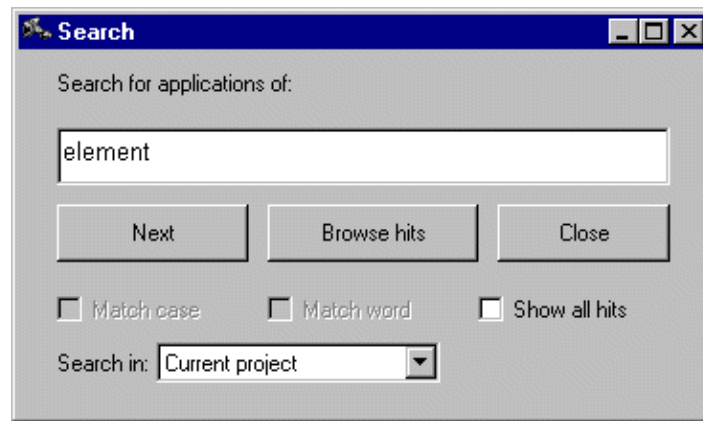 Search
Search for applications of:
element
Next Browse hits Close
Match case Match word Show all hits
Search in: Current project